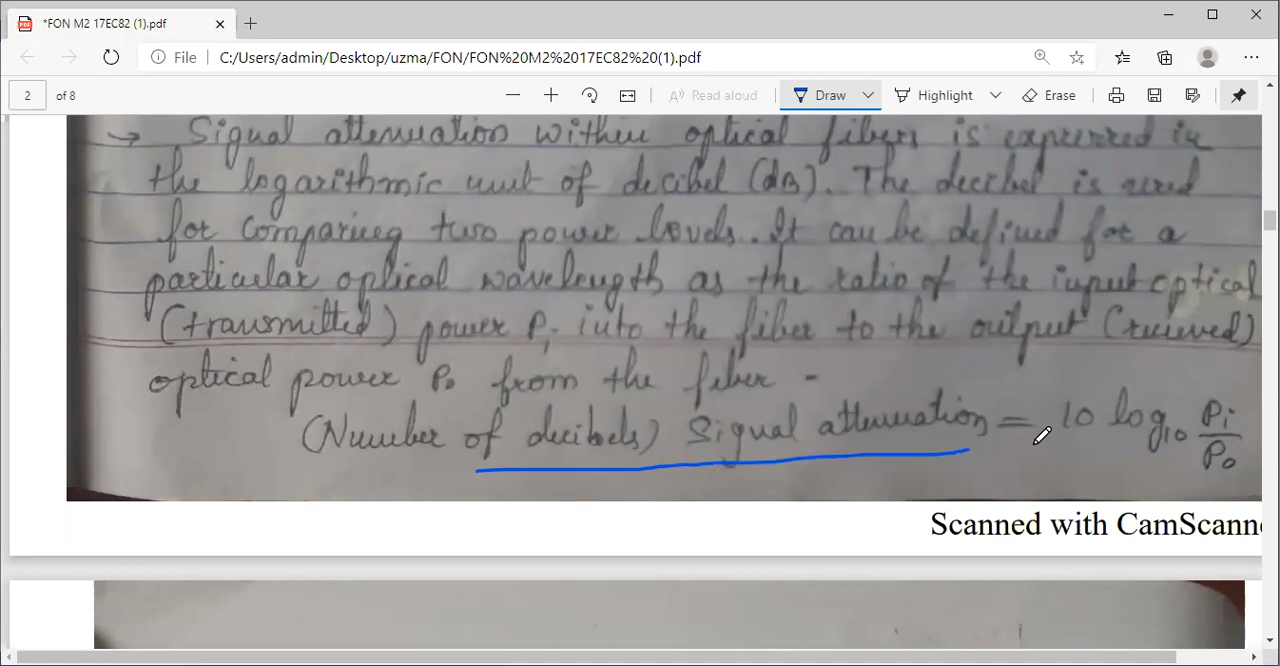 *FON M2 17EC82 (1).pdf
File C:/Users/admin/Desktop/uzma/FON/FON%20M2%2017EC82%20(1).pdf
2 of 8 Read aloud Draw Highlight Erase
→ Signal attenuation within optical fibers is expressed in
the logarithmic unit of decibel (dB). The decibel is used
for comparing two power levels. It can be defined for a
particular optical wavelength as the ratio of the input optical
(transmitted) power Pi into the fiber to the output (recieved)
optical power Po from the fiber -
(Number of decibels) Signal attenuation = 10 log10 Pi/Po
Scanned with CamScann